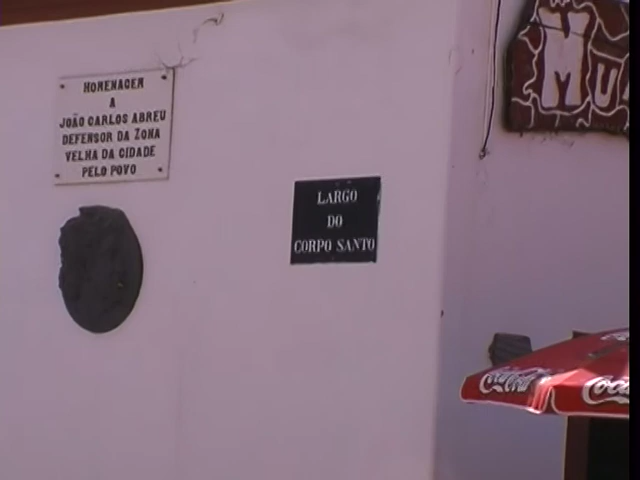 HOMENAGEM
A
JOÃO CARLOS ABREU
DEFENSOR DA ZONA
VELHA DA CIDADE
PELO POVO
LARGO
DO
CORPO SANTO
Coca-Cola